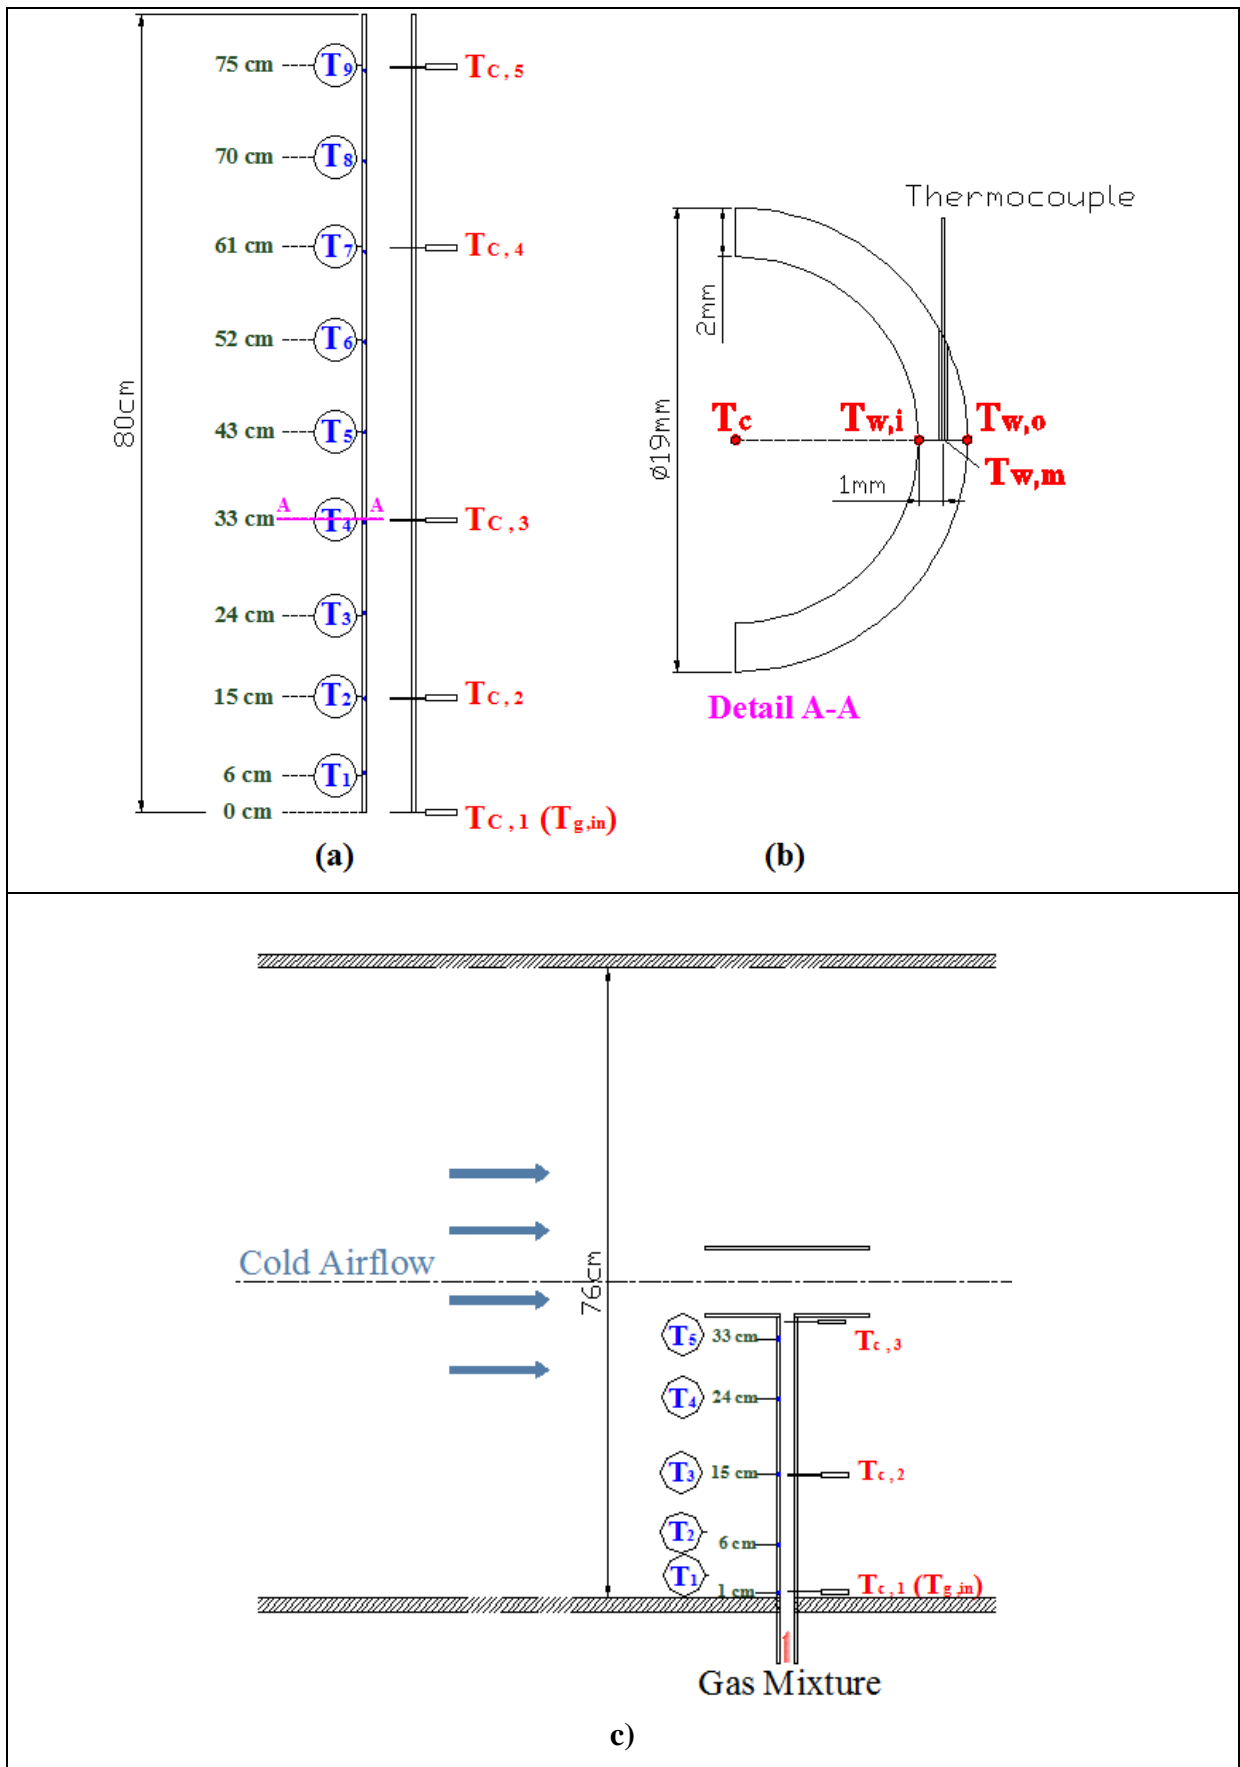 75 cm T9 TC,5
70 cm T8
61 cm T7 TC,4
52 cm T6
80cm
43 cm T5
A A
33 cm T4 TC,3
24 cm T3
15 cm T2 TC,2
6 cm T1
0 cm TC,1 (Tg,in)
(a)
Thermocouple
2mm
ø19mm
Tc Tw,i Tw,o
Tw,m
1mm
Detail A-A
(b)
Cold Airflow
76cm
T5 33 cm Tc,3
T4 24 cm
T3 15 cm Tc,2
T2 6 cm
T1 1 cm Tc,1 (Tg,in)
Gas Mixture
c)